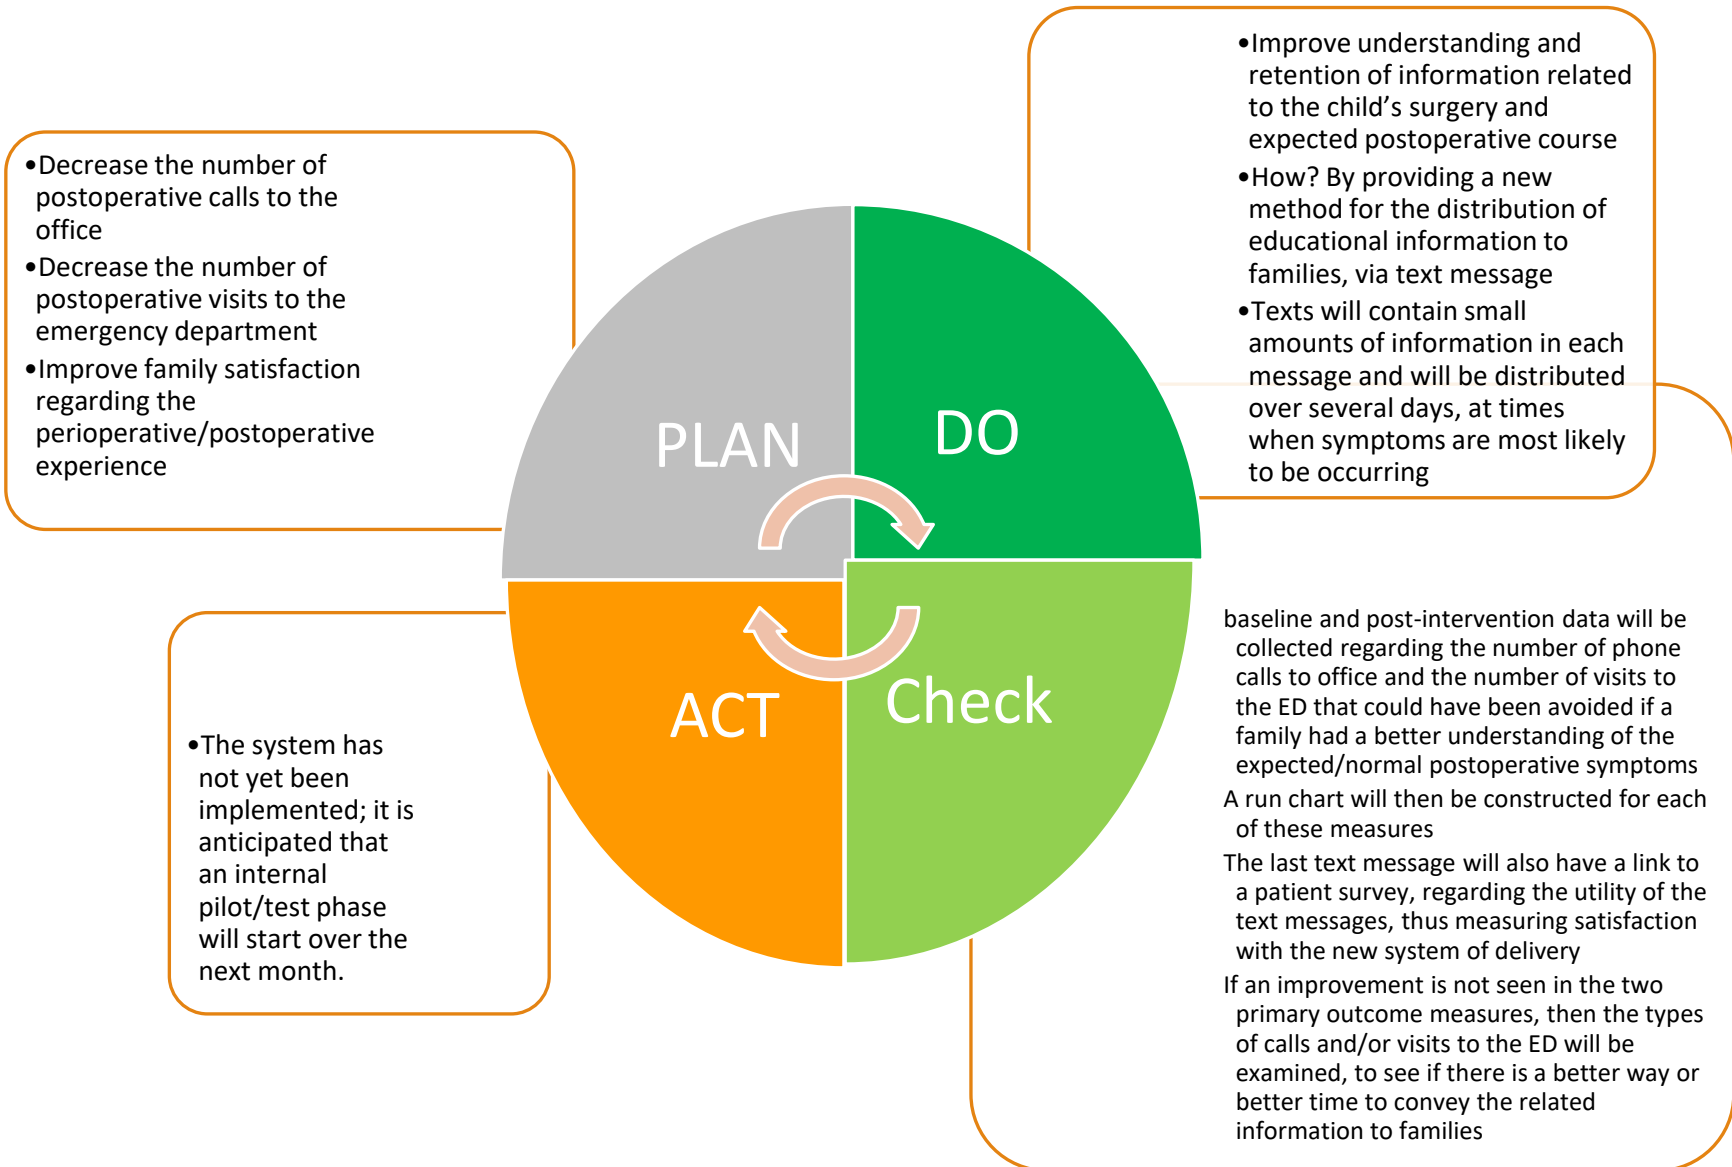 •Decrease the number of
postoperative calls to the
office
•Decrease the number of
postoperative visits to the
emergency department
•Improve family satisfaction
regarding the
perioperative/postoperative
experience
PLAN
•Improve understanding and
retention of information related
to the child’s surgery and
expected postoperative course
•How? By providing a new
method for the distribution of
educational information to
families, via text message
•Texts will contain small
amounts of information in each
message and will be distributed
over several days, at times
when symptoms are most likely
to be occurring
DO
Check
baseline and post-intervention data will be
collected regarding the number of phone
calls to office and the number of visits to
the ED that could have been avoided if a
family had a better understanding of the
expected/normal postoperative symptoms
A run chart will then be constructed for each
of these measures
The last text message will also have a link to
a patient survey, regarding the utility of the
text messages, thus measuring satisfaction
with the new system of delivery
If an improvement is not seen in the two
primary outcome measures, then the types
of calls and/or visits to the ED will be
examined, to see if there is a better way or
better time to convey the related
information to families
ACT
•The system has
not yet been
implemented; it is
anticipated that
an internal
pilot/test phase
will start over the
next month.